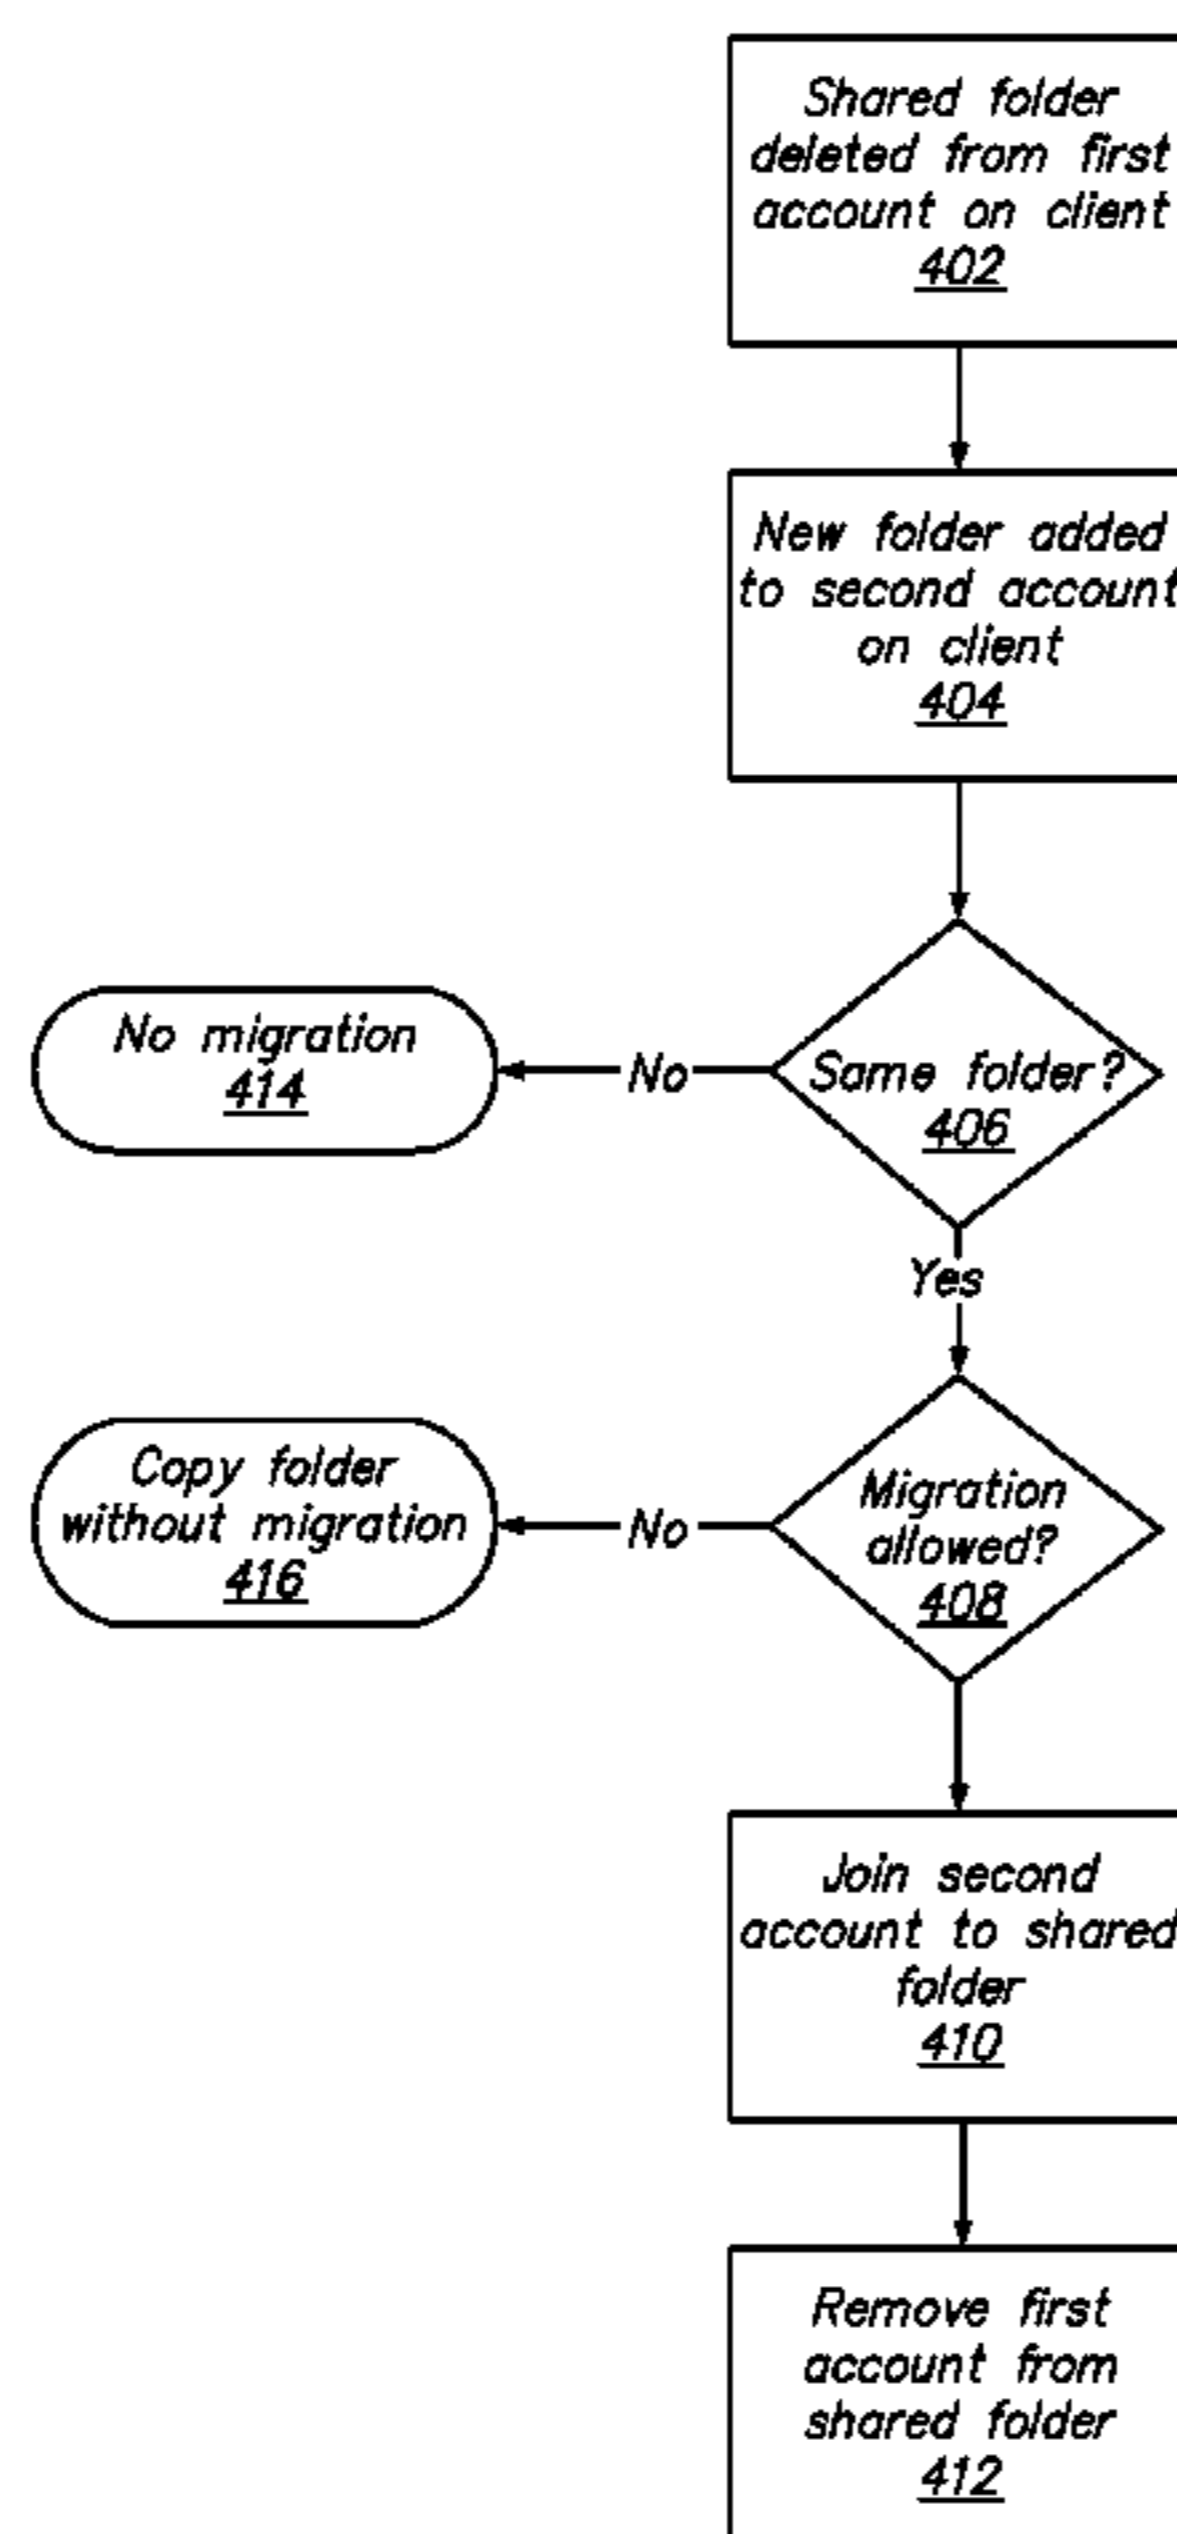 Shared folder
deleted from first
account on client
402
New folder added
to second account
on client
404
No migration
414
No
Same folder?
406
Yes
Copy folder
without migration
416
No
Migration
allowed?
408
Join second
account to shared
folder
410
Remove first
account from
shared folder
412